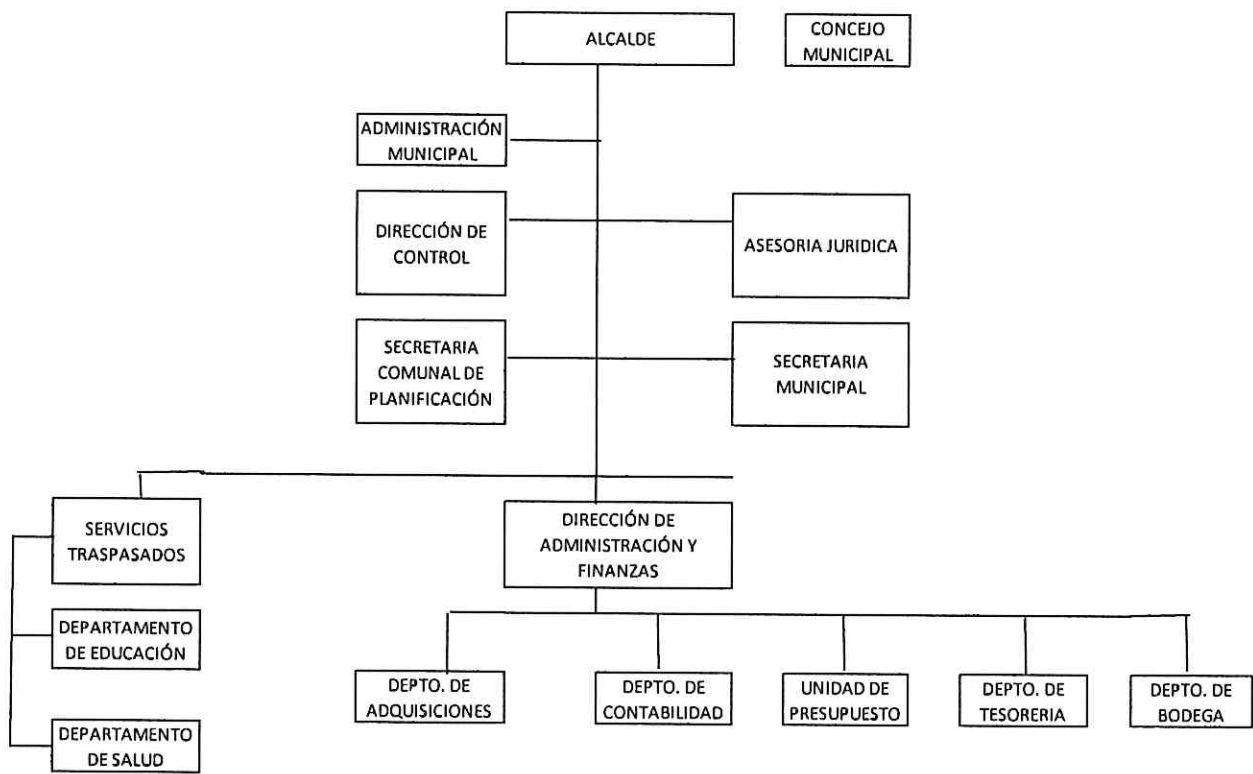 ALCALDE
CONCEJO
MUNICIPAL
ADMINISTRACIÓN
MUNICIPAL
DIRECCIÓN DE
CONTROL
ASESORIA JURIDICA
SECRETARIA
COMUNAL DE
PLANIFICACIÓN
SECRETARIA
MUNICIPAL
SERVICIOS
TRASPASADOS
DIRECCIÓN DE
ADMINISTRACIÓN Y
FINANZAS
DEPARTAMENTO
DE EDUCACIÓN
DEPARTAMENTO
DE SALUD
DEPTO. DE
ADQUISICIONES
DEPTO. DE
CONTABILIDAD
UNIDAD DE
PRESUPUESTO
DEPTO. DE
TESORERIA
DEPTO. DE
BODEGA